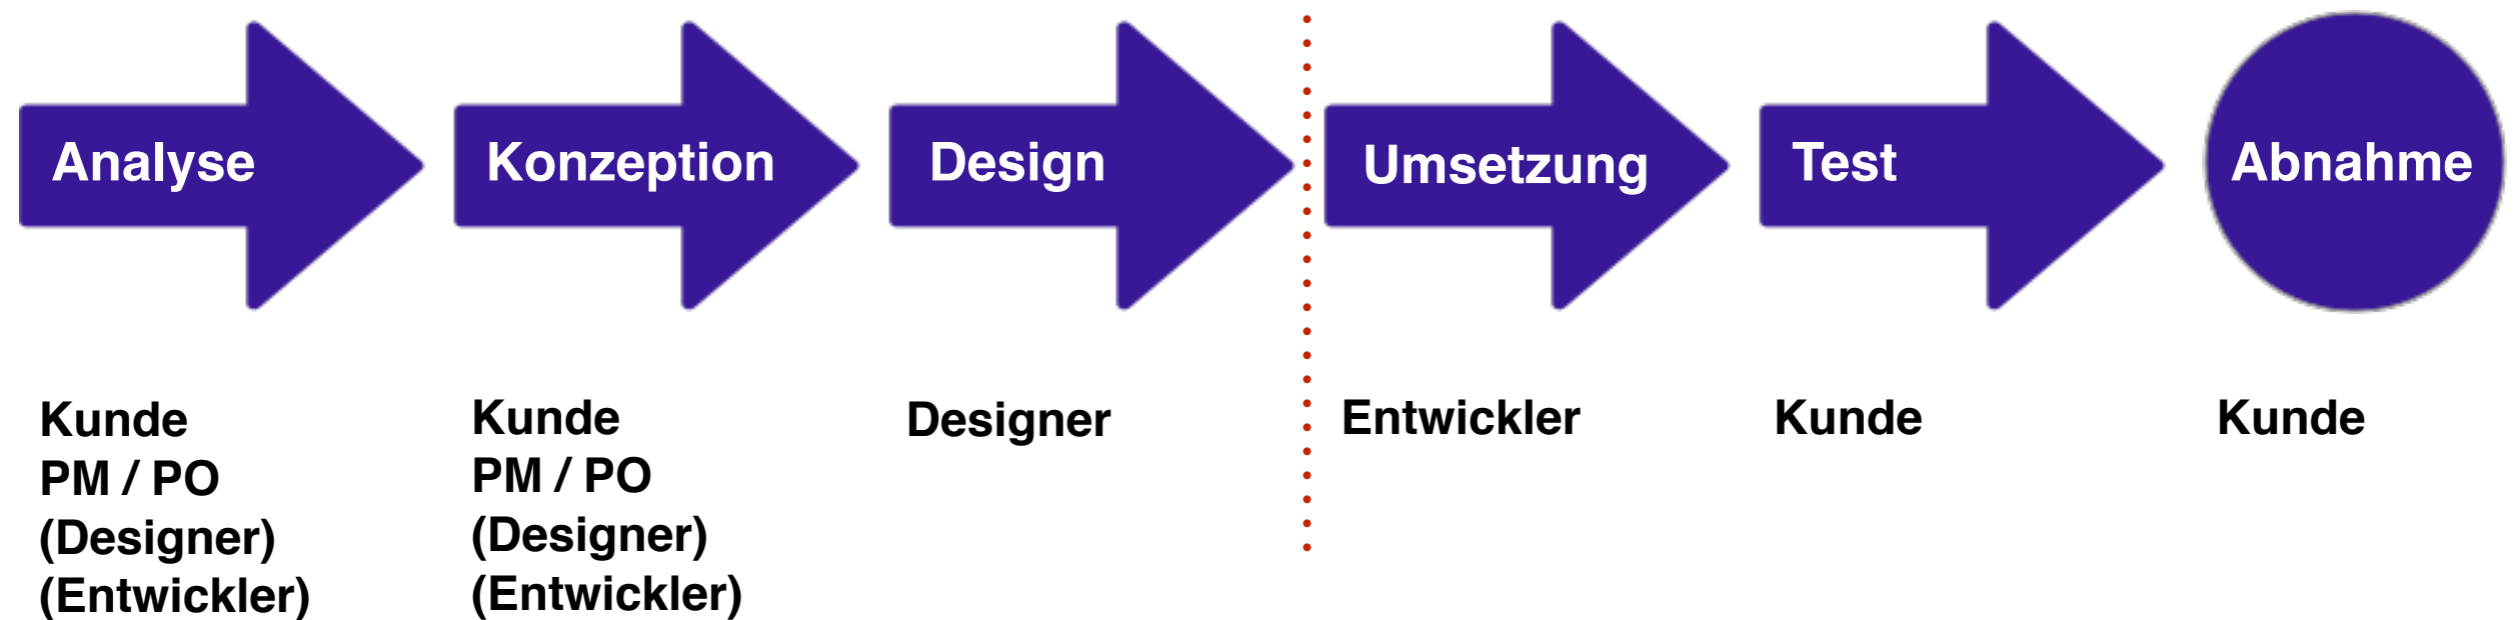 Analyse
Konzeption
Design
Umsetzung
Test
Abnahme
Kunde
PM / PO
(Designer)
(Entwickler)
Kunde
PM / PO
(Designer)
(Entwickler)
Designer
Entwickler
Kunde
Kunde